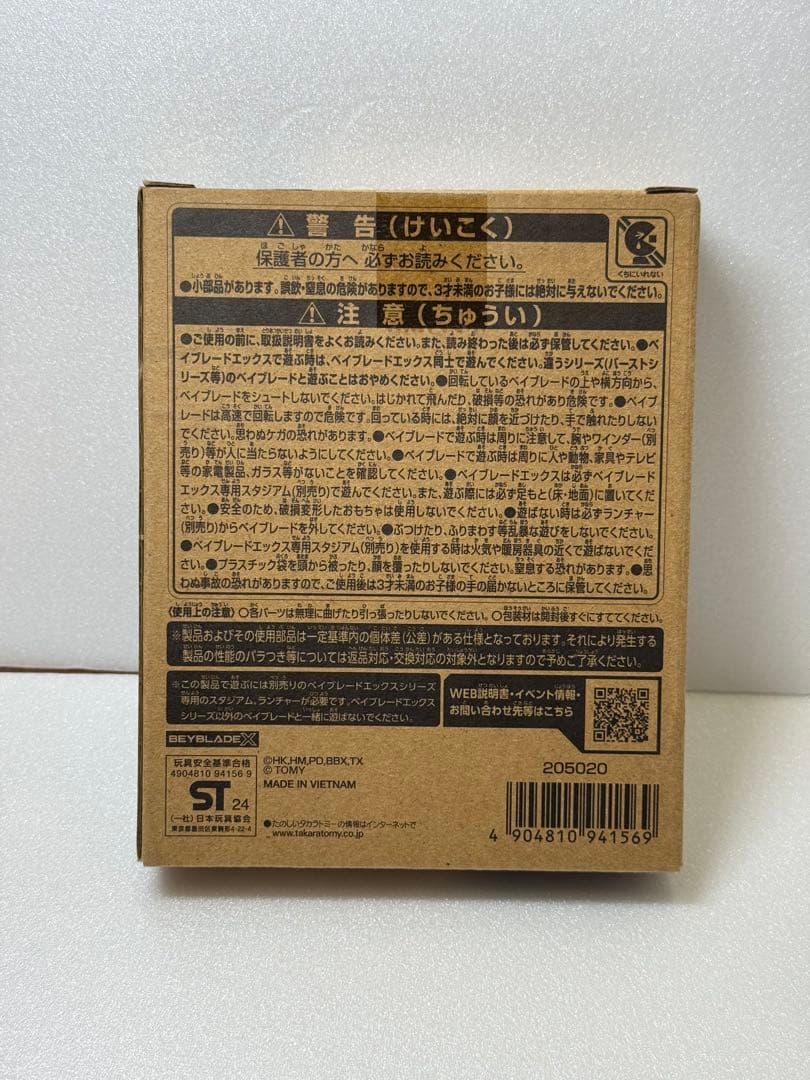 警告(けいこく)
保護者の方へ 必ずお読みください。
くちにいれない
●小部品があります。誤飲・窒息の危険がありますので、3才未満のお子様には絶対に与えないでください。
注意(ちゅうい)
●ご使用の前に、取扱説明書をよくお読みください。また、読み終わった後は必ず保管してください。●ベ
イブレードエックスで遊ぶ時は、ベイブレードエックス同士で遊んでください。違うシリーズ(バーストシ
リーズ等)のベイブレードと遊ぶことはおやめください。●回転しているベイブレードの上や横方向から、
ベイブレードをシュートしないでください。はじかれて飛んだり、破損等の恐れがあり危険です。●ベイブ
レードは高速で回転しますので危険です。回っている時には、絶対に顔を近づけたり、手で触れたりしない
でください。思わぬケガの恐れがあります。●ベイブレードで遊ぶ時は周りに注意して、腕やワインダー(別
売り)等が人に当たらないようにしてください。●ベイブレードで遊ぶ時は周りに人や動物、家具やテレビ
等の家電製品、ガラス等がないことを確認してください。●ベイブレードエックスは必ずベイブレード
エックス専用スタジアム(別売り)で遊んでください。また、遊ぶ際には必ず足もと(床・地面)に置いてくだ
さい。●安全のため、破損変形したおもちゃは使用しないでください。●遊ばない時は必ずランチャー
(別売り)からベイブレードを外してください。●ぶつけたり、ふりまわす等乱暴な遊びをしないでください。
●ベイブレードエックス専用スタジアム(別売り)を使用する時は火気や暖房器具の近くで遊ばないでくだ
さい。●プラスチック袋を頭から被ったり、顔を覆ったりしないでください。窒息する恐れがあります。●思
わぬ事故の恐れがありますので、ご使用後は3才未満のお子様の手の届かないところに保管してください。
〈使用上の注意〉○各パーツは無理に曲げたり引っ張ったりしないでください。○包装材は開封後すぐにすててください。
※製品およびその使用部品は一定基準内の個体差(公差)がある仕様となっております。それにより発生する
製品の性能のバラつき等については返品対応・交換対応の対象外となりますので予めご了承ください。
※この製品で遊ぶには別売りのベイブレードエックスシリーズ
専用のスタジアム、ランチャーが必要です。ベイブレードエックス
シリーズ以外のベイブレードと一緒に遊ばないでください。
WEB説明書・イベント情報・
お問い合わせ先等はこちら
BEYBLADE X
玩具安全基準合格
4904810 94156 9
ST 24
(一社)日本玩具協会
東京都墨田区東駒形4-22-4
©HK,HM,PD,BBX,TX
© TOMY
MADE IN VIETNAM
●たのしいタカラトミーの情報はインターネットで
www.takaratomy.co.jp
205020
4 904810 941569